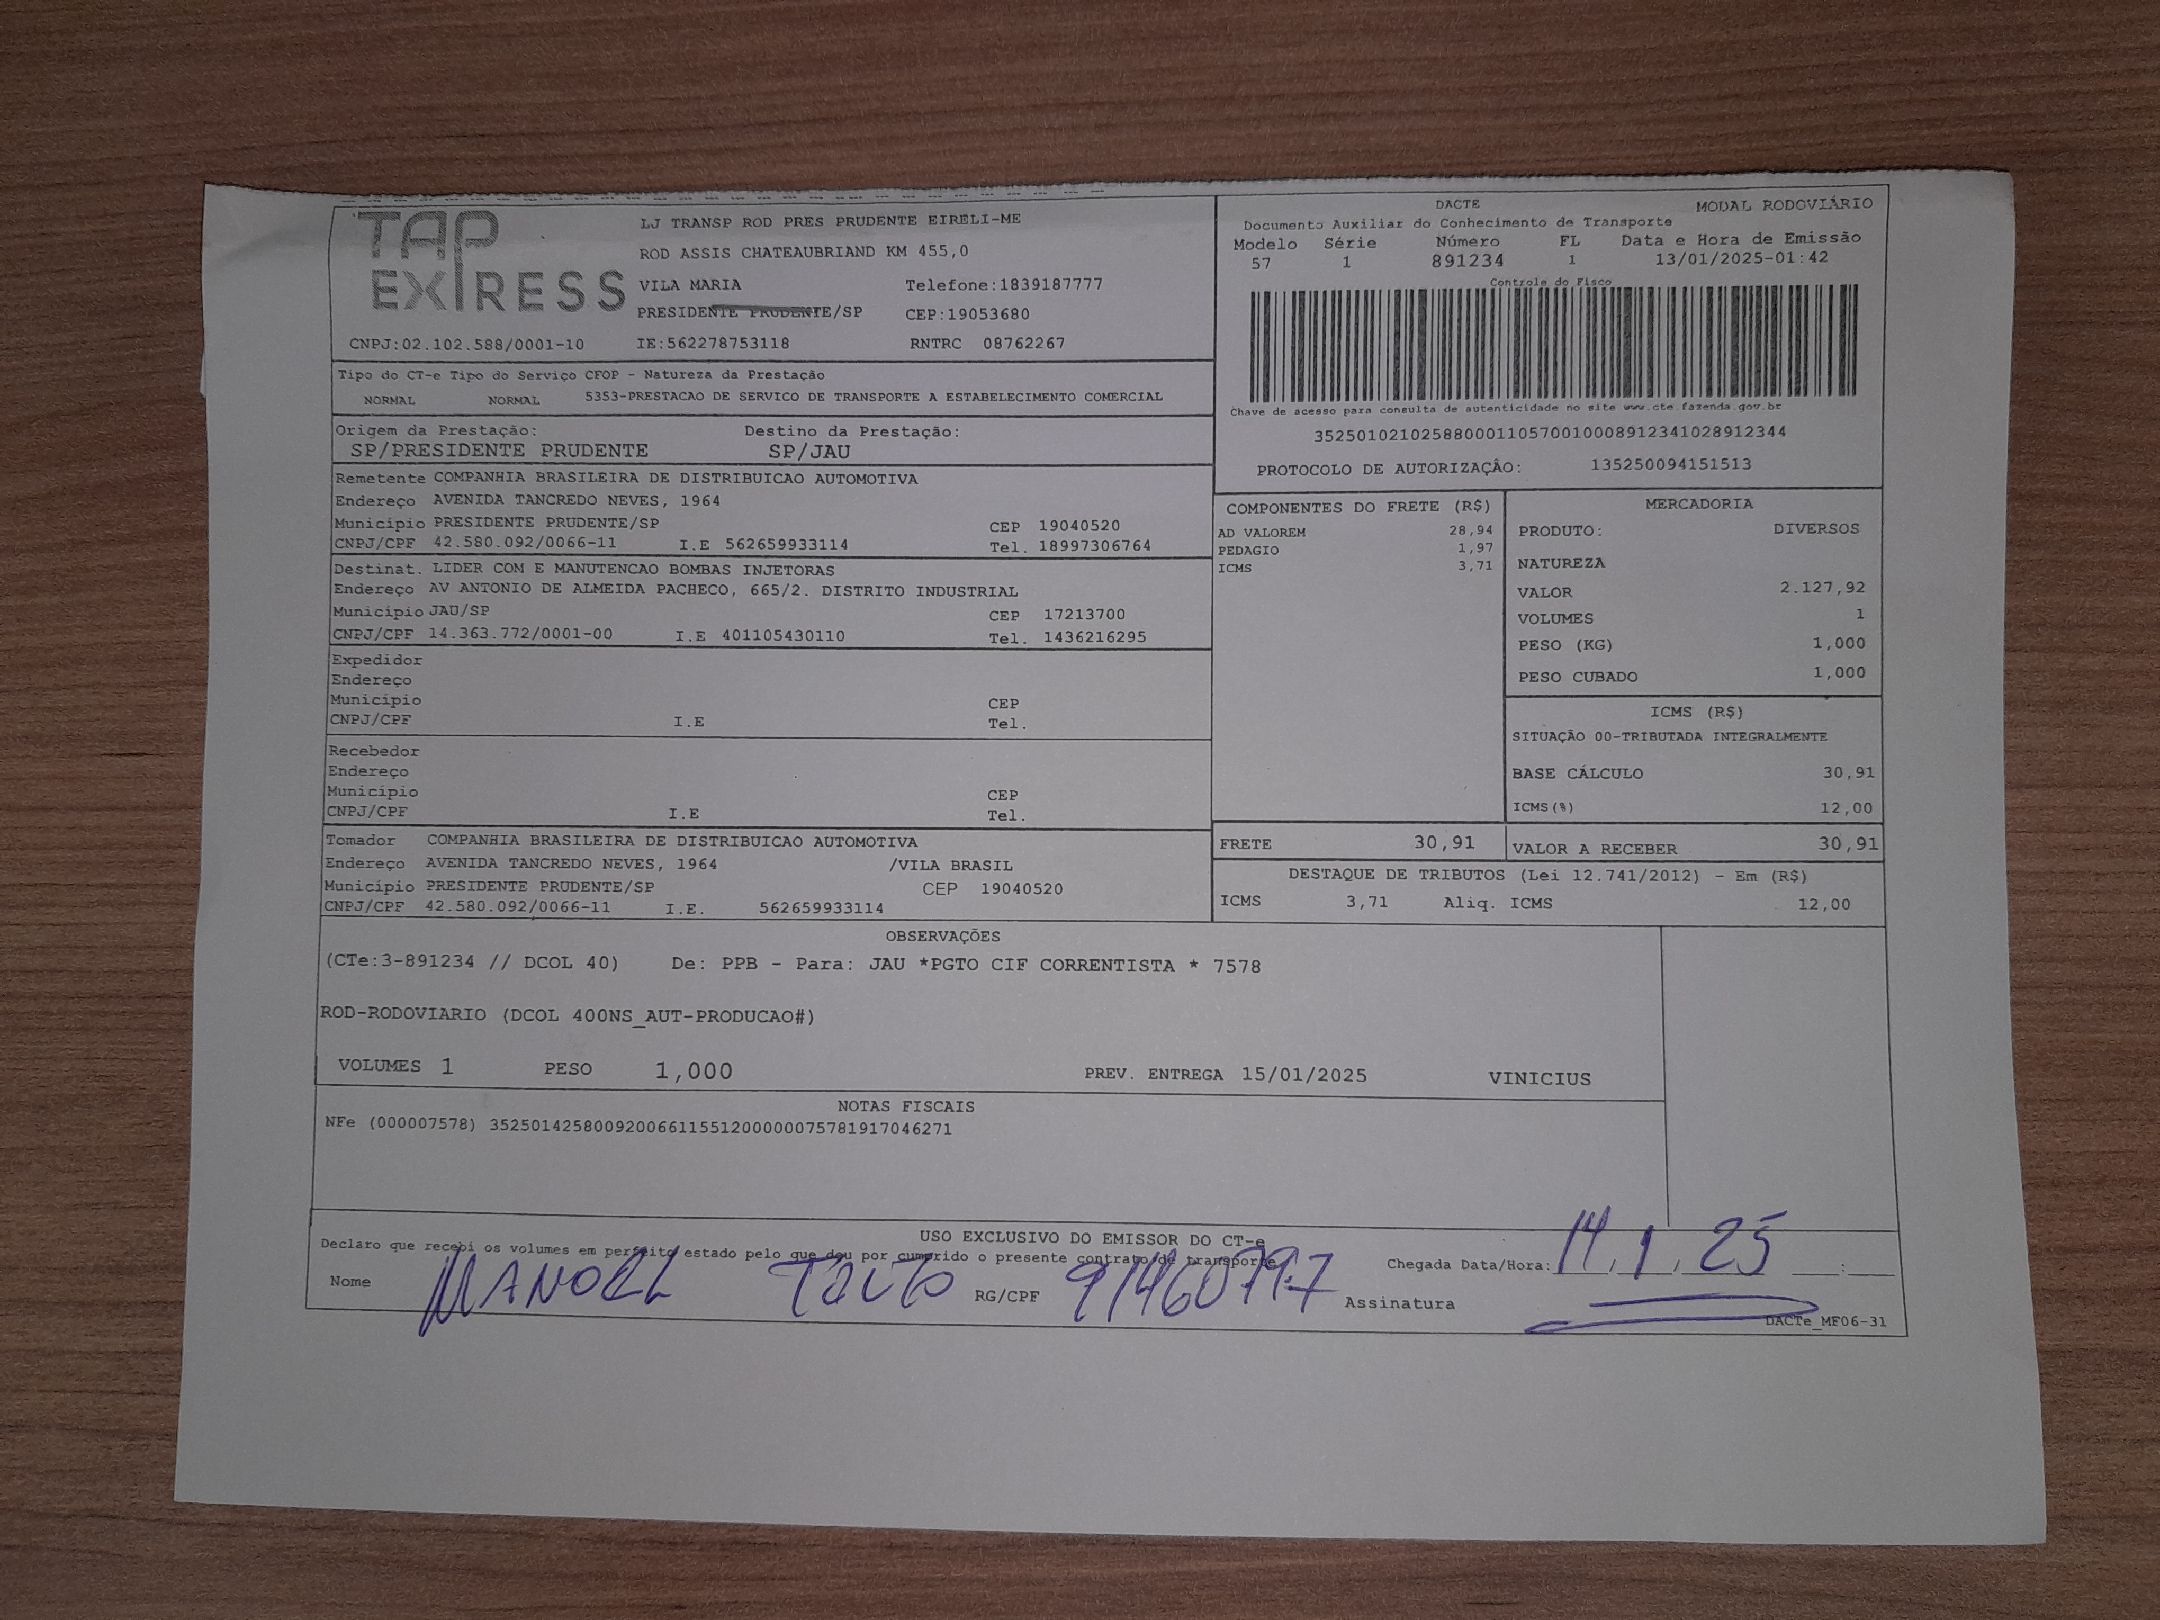 TAP
EXPRESS
LJ TRANSP ROD PRES PRUDENTE EIRELI-ME
ROD ASSIS CHATEAUBRIAND KM 455,0
VILA MARIA Telefone:1839187777
PRESIDENTE PRUDENTE/SP CEP:19053680
CNPJ:02.102.588/0001-10 IE:562278753118 RNTRC 08762267
DACTE MODAL RODOVIÁRIO
Documento Auxiliar do Conhecimento de Transporte
Modelo Série Número FL Data e Hora de Emissão
57 1 891234 1 13/01/2025-01:42
Controle do Fisco
Chave de acesso para consulta de autenticidade no site www.cte.fazenda.gov.br
35250102102588000110570010008912341028912344
PROTOCOLO DE AUTORIZAÇÃO: 135250094151513
Tipo do CT-e Tipo do Serviço CFOP - Natureza da Prestação
NORMAL NORMAL 5353-PRESTACAO DE SERVICO DE TRANSPORTE A ESTABELECIMENTO COMERCIAL
Origem da Prestação: Destino da Prestação:
SP/PRESIDENTE PRUDENTE SP/JAU
Remetente COMPANHIA BRASILEIRA DE DISTRIBUICAO AUTOMOTIVA
Endereço AVENIDA TANCREDO NEVES, 1964
Município PRESIDENTE PRUDENTE/SP CEP 19040520
CNPJ/CPF 42.580.092/0066-11 I.E 562659933114 Tel. 18997306764
Destinat. LIDER COM E MANUTENCAO BOMBAS INJETORAS
Endereço AV ANTONIO DE ALMEIDA PACHECO, 665/2. DISTRITO INDUSTRIAL
Município JAU/SP CEP 17213700
CNPJ/CPF 14.363.772/0001-00 I.E 401105430110 Tel. 1436216295
Expedidor
Endereço
Município CEP
CNPJ/CPF I.E Tel.
Recebedor
Endereço
Município CEP
CNPJ/CPF I.E Tel.
Tomador COMPANHIA BRASILEIRA DE DISTRIBUICAO AUTOMOTIVA
Endereço AVENIDA TANCREDO NEVES, 1964 /VILA BRASIL
Município PRESIDENTE PRUDENTE/SP CEP 19040520
CNPJ/CPF 42.580.092/0066-11 I.E. 562659933114
COMPONENTES DO FRETE (R$)
AD VALOREM 28,94
PEDAGIO 1,97
ICMS 3,71
MERCADORIA
PRODUTO: DIVERSOS
NATUREZA
VALOR 2.127,92
VOLUMES 1
PESO (KG) 1,000
PESO CUBADO 1,000
ICMS (R$)
SITUAÇÃO 00-TRIBUTADA INTEGRALMENTE
BASE CÁLCULO 30,91
ICMS(%) 12,00
FRETE 30,91 VALOR A RECEBER 30,91
DESTAQUE DE TRIBUTOS (Lei 12.741/2012) - Em (R$)
ICMS 3,71 Aliq. ICMS 12,00
OBSERVAÇÕES
(CTe:3-891234 // DCOL 40) De: PPB - Para: JAU *PGTO CIF CORRENTISTA * 7578
ROD-RODOVIARIO (DCOL 400NS_AUT-PRODUCAO#)
VOLUMES 1 PESO 1,000 PREV. ENTREGA 15/01/2025 VINICIUS
NOTAS FISCAIS
NFe (000007578) 35250142580092006611551200000075781917046271
USO EXCLUSIVO DO EMISSOR DO CT-e
Declaro que recebi os volumes em perfeito estado pelo que dou por cumprido o presente contrato de transporte
Chegada Data/Hora: 14.1.25 :
Nome MANOEL RG/CPF Assinatura
DACTe_MF06-31